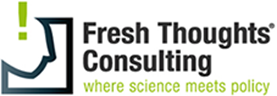 Fresh Thoughts®
Consulting
where science meets policy